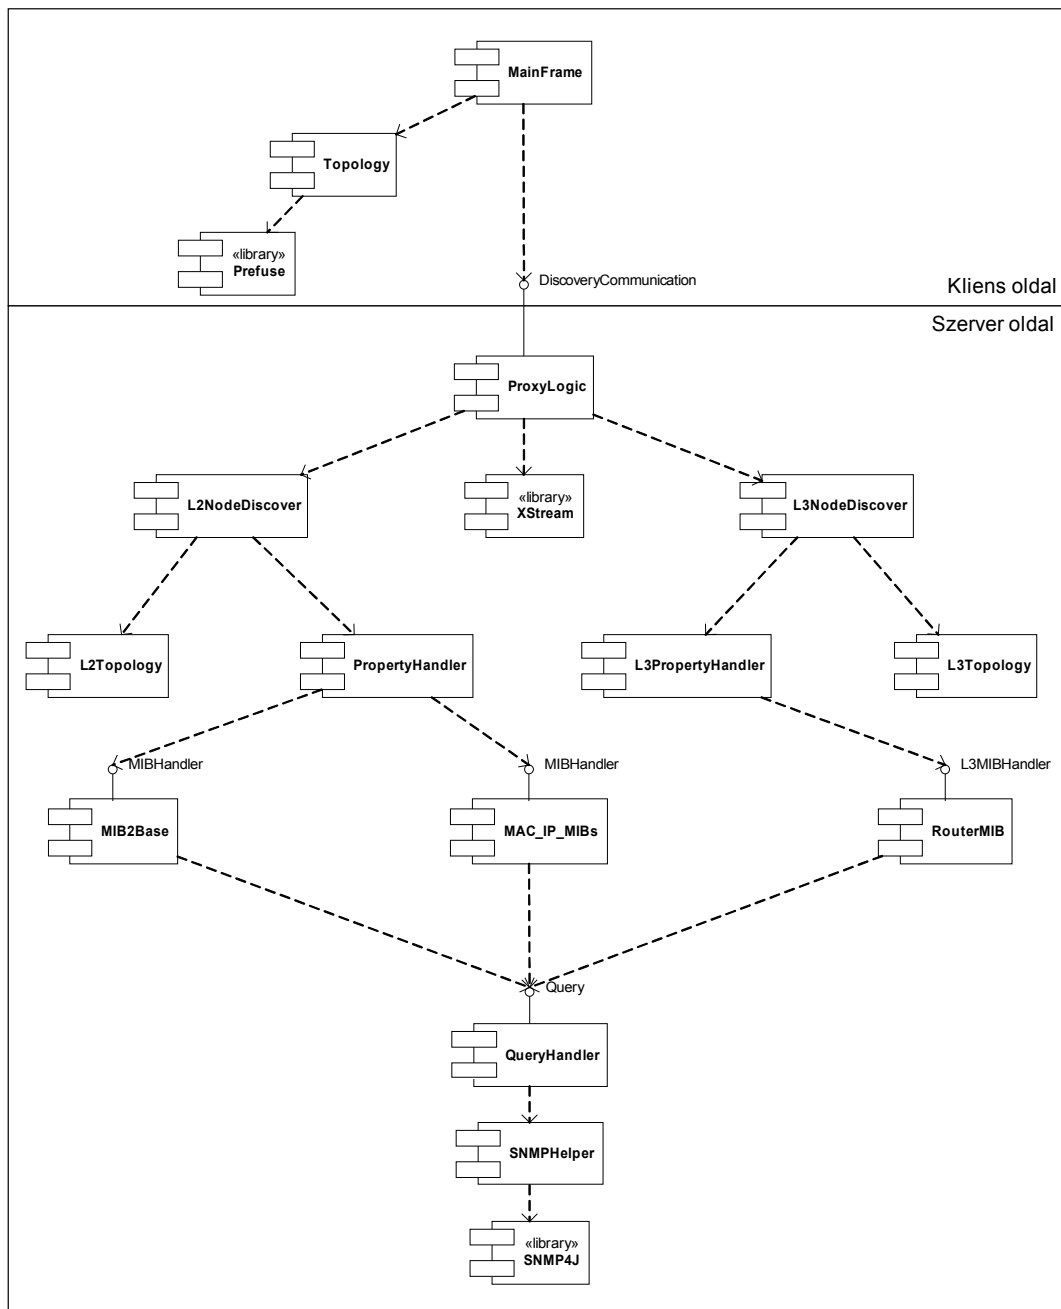 MainFrame
Topology
«library»
Prefuse
DiscoveryCommunication
Kliens oldal
Szerver oldal
ProxyLogic
L2NodeDiscover
«library»
XStream
L3NodeDiscover
L2Topology
PropertyHandler
L3PropertyHandler
L3Topology
MIBHandler
MIBHandler
L3MIBHandler
MIB2Base
MAC_IP_MIBs
RouterMIB
Query
QueryHandler
SNMPHelper
«library»
SNMP4J